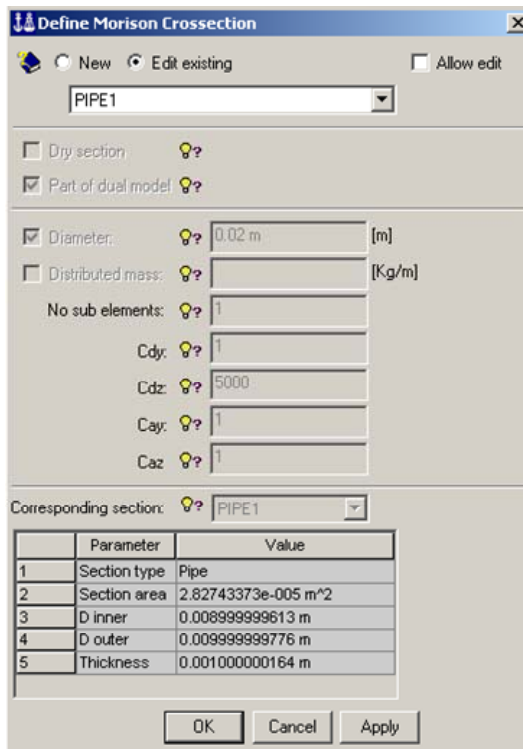 Define Morison Crossection
New Edit existing Allow edit
PIPE1
Dry section ?
Part of dual model ?
Diameter: ? 0.02 m [m]
Distributed mass: ? [Kg/m]
No sub elements: ? 1
Cdy: ? 1
Cdz: ? 5000
Cay: ? 1
Caz ? 1
Corresponding section: ? PIPE1
Parameter Value
1 Section type Pipe
2 Section area 2.82743373e-005 m^2
3 D inner 0.008999999613 m
4 D outer 0.009999999776 m
5 Thickness 0.001000000164 m
OK Cancel Apply